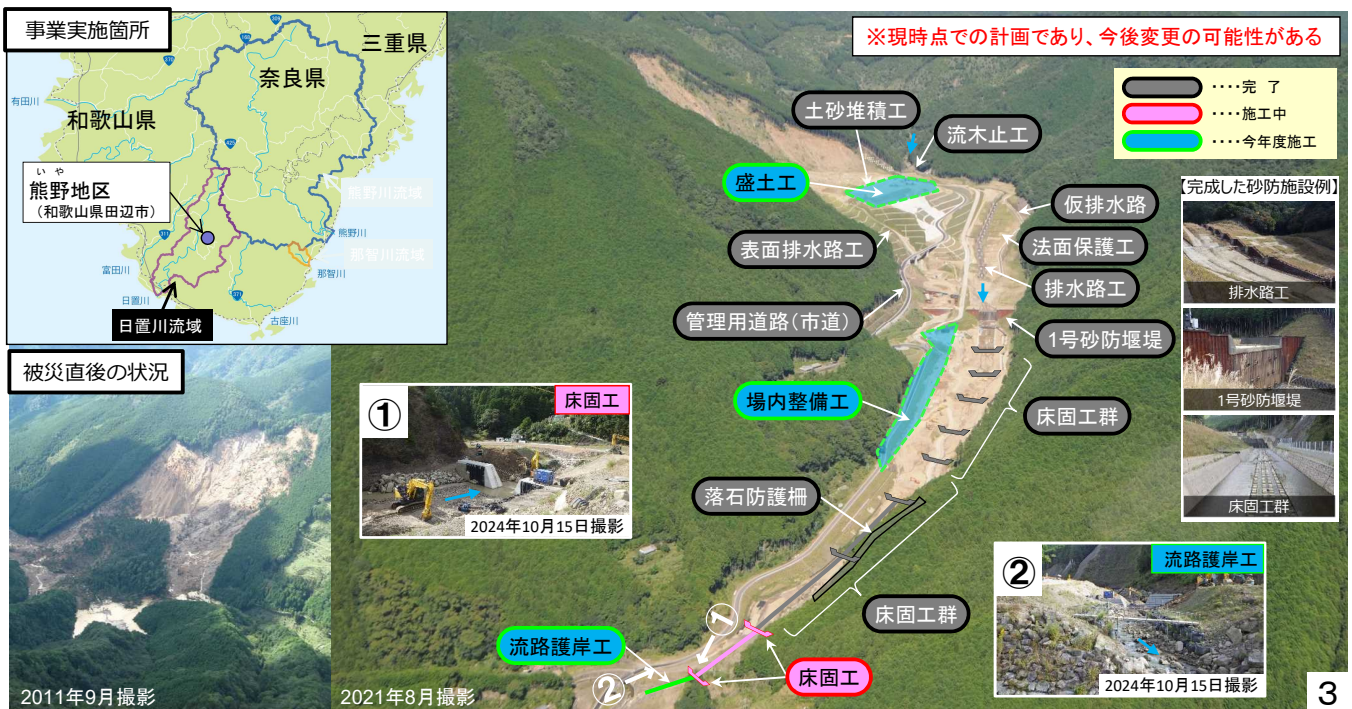 事業実施箇所
三重県
奈良県
和歌山県
有田川
いや
熊野地区
(和歌山県田辺市)
熊野川流域
熊野川
那智川流域
那智川
富田川
日置川
古座川
日置川流域
168
425
311
371
被災直後の状況
2011年9月撮影
2021年8月撮影
※現時点での計画であり、今後変更の可能性がある
‥‥完 了
‥‥施工中
‥‥今年度施工
土砂堆積工
流木止工
盛土工
仮排水路
表面排水路工
法面保護工
排水路工
管理用道路(市道)
1号砂防堰堤
場内整備工
床固工群
落石防護柵
床固工群
流路護岸工
床固工
①
②
①
床固工
2024年10月15日撮影
②
流路護岸工
2024年10月15日撮影
【完成した砂防施設例】
排水路工
1号砂防堰堤
床固工群
3